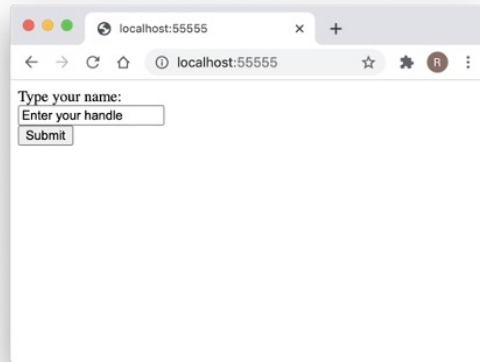 localhost:55555
localhost:55555
R
Type your name:
Enter your handle
Submit